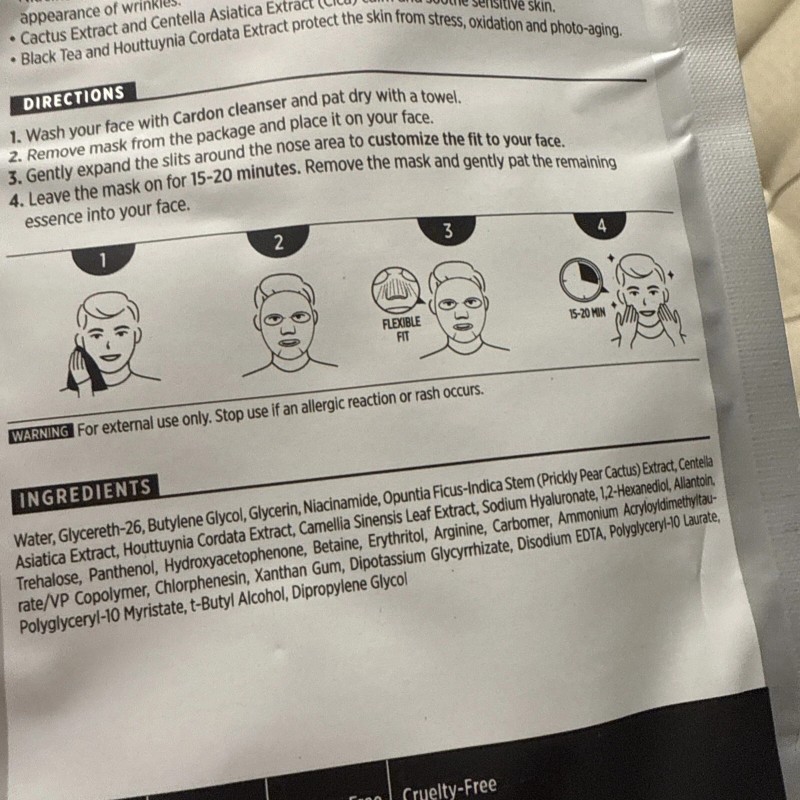 appearance of wrinkles.
• Cactus Extract and Centella Asiatica Extract (Cica) soothe sensitive skin.
• Black Tea and Houttuynia Cordata Extract protect the skin from stress, oxidation and photo-aging.
DIRECTIONS
1. Wash your face with Cardon cleanser and pat dry with a towel.
2. Remove mask from the package and place it on your face.
3. Gently expand the slits around the nose area to customize the fit to your face.
4. Leave the mask on for 15-20 minutes. Remove the mask and gently pat the remaining
essence into your face.
1
2
3
4
FLEXIBLE
FIT
15-20 MIN
WARNING For external use only. Stop use if an allergic reaction or rash occurs.
INGREDIENTS
Water, Glycereth-26, Butylene Glycol, Glycerin, Niacinamide, Opuntia Ficus-Indica Stem (Prickly Pear Cactus) Extract, Centella
Asiatica Extract, Houttuynia Cordata Extract, Camellia Sinensis Leaf Extract, Sodium Hyaluronate, 1,2-Hexanediol, Allantoin,
Trehalose, Panthenol, Hydroxyacetophenone, Betaine, Erythritol, Arginine, Carbomer, Ammonium Acryloyldimethyltau-
rate/VP Copolymer, Chlorphenesin, Xanthan Gum, Dipotassium Glycyrrhizate, Disodium EDTA, Polyglyceryl-10 Laurate,
Polyglyceryl-10 Myristate, t-Butyl Alcohol, Dipropylene Glycol
Cruelty-Free